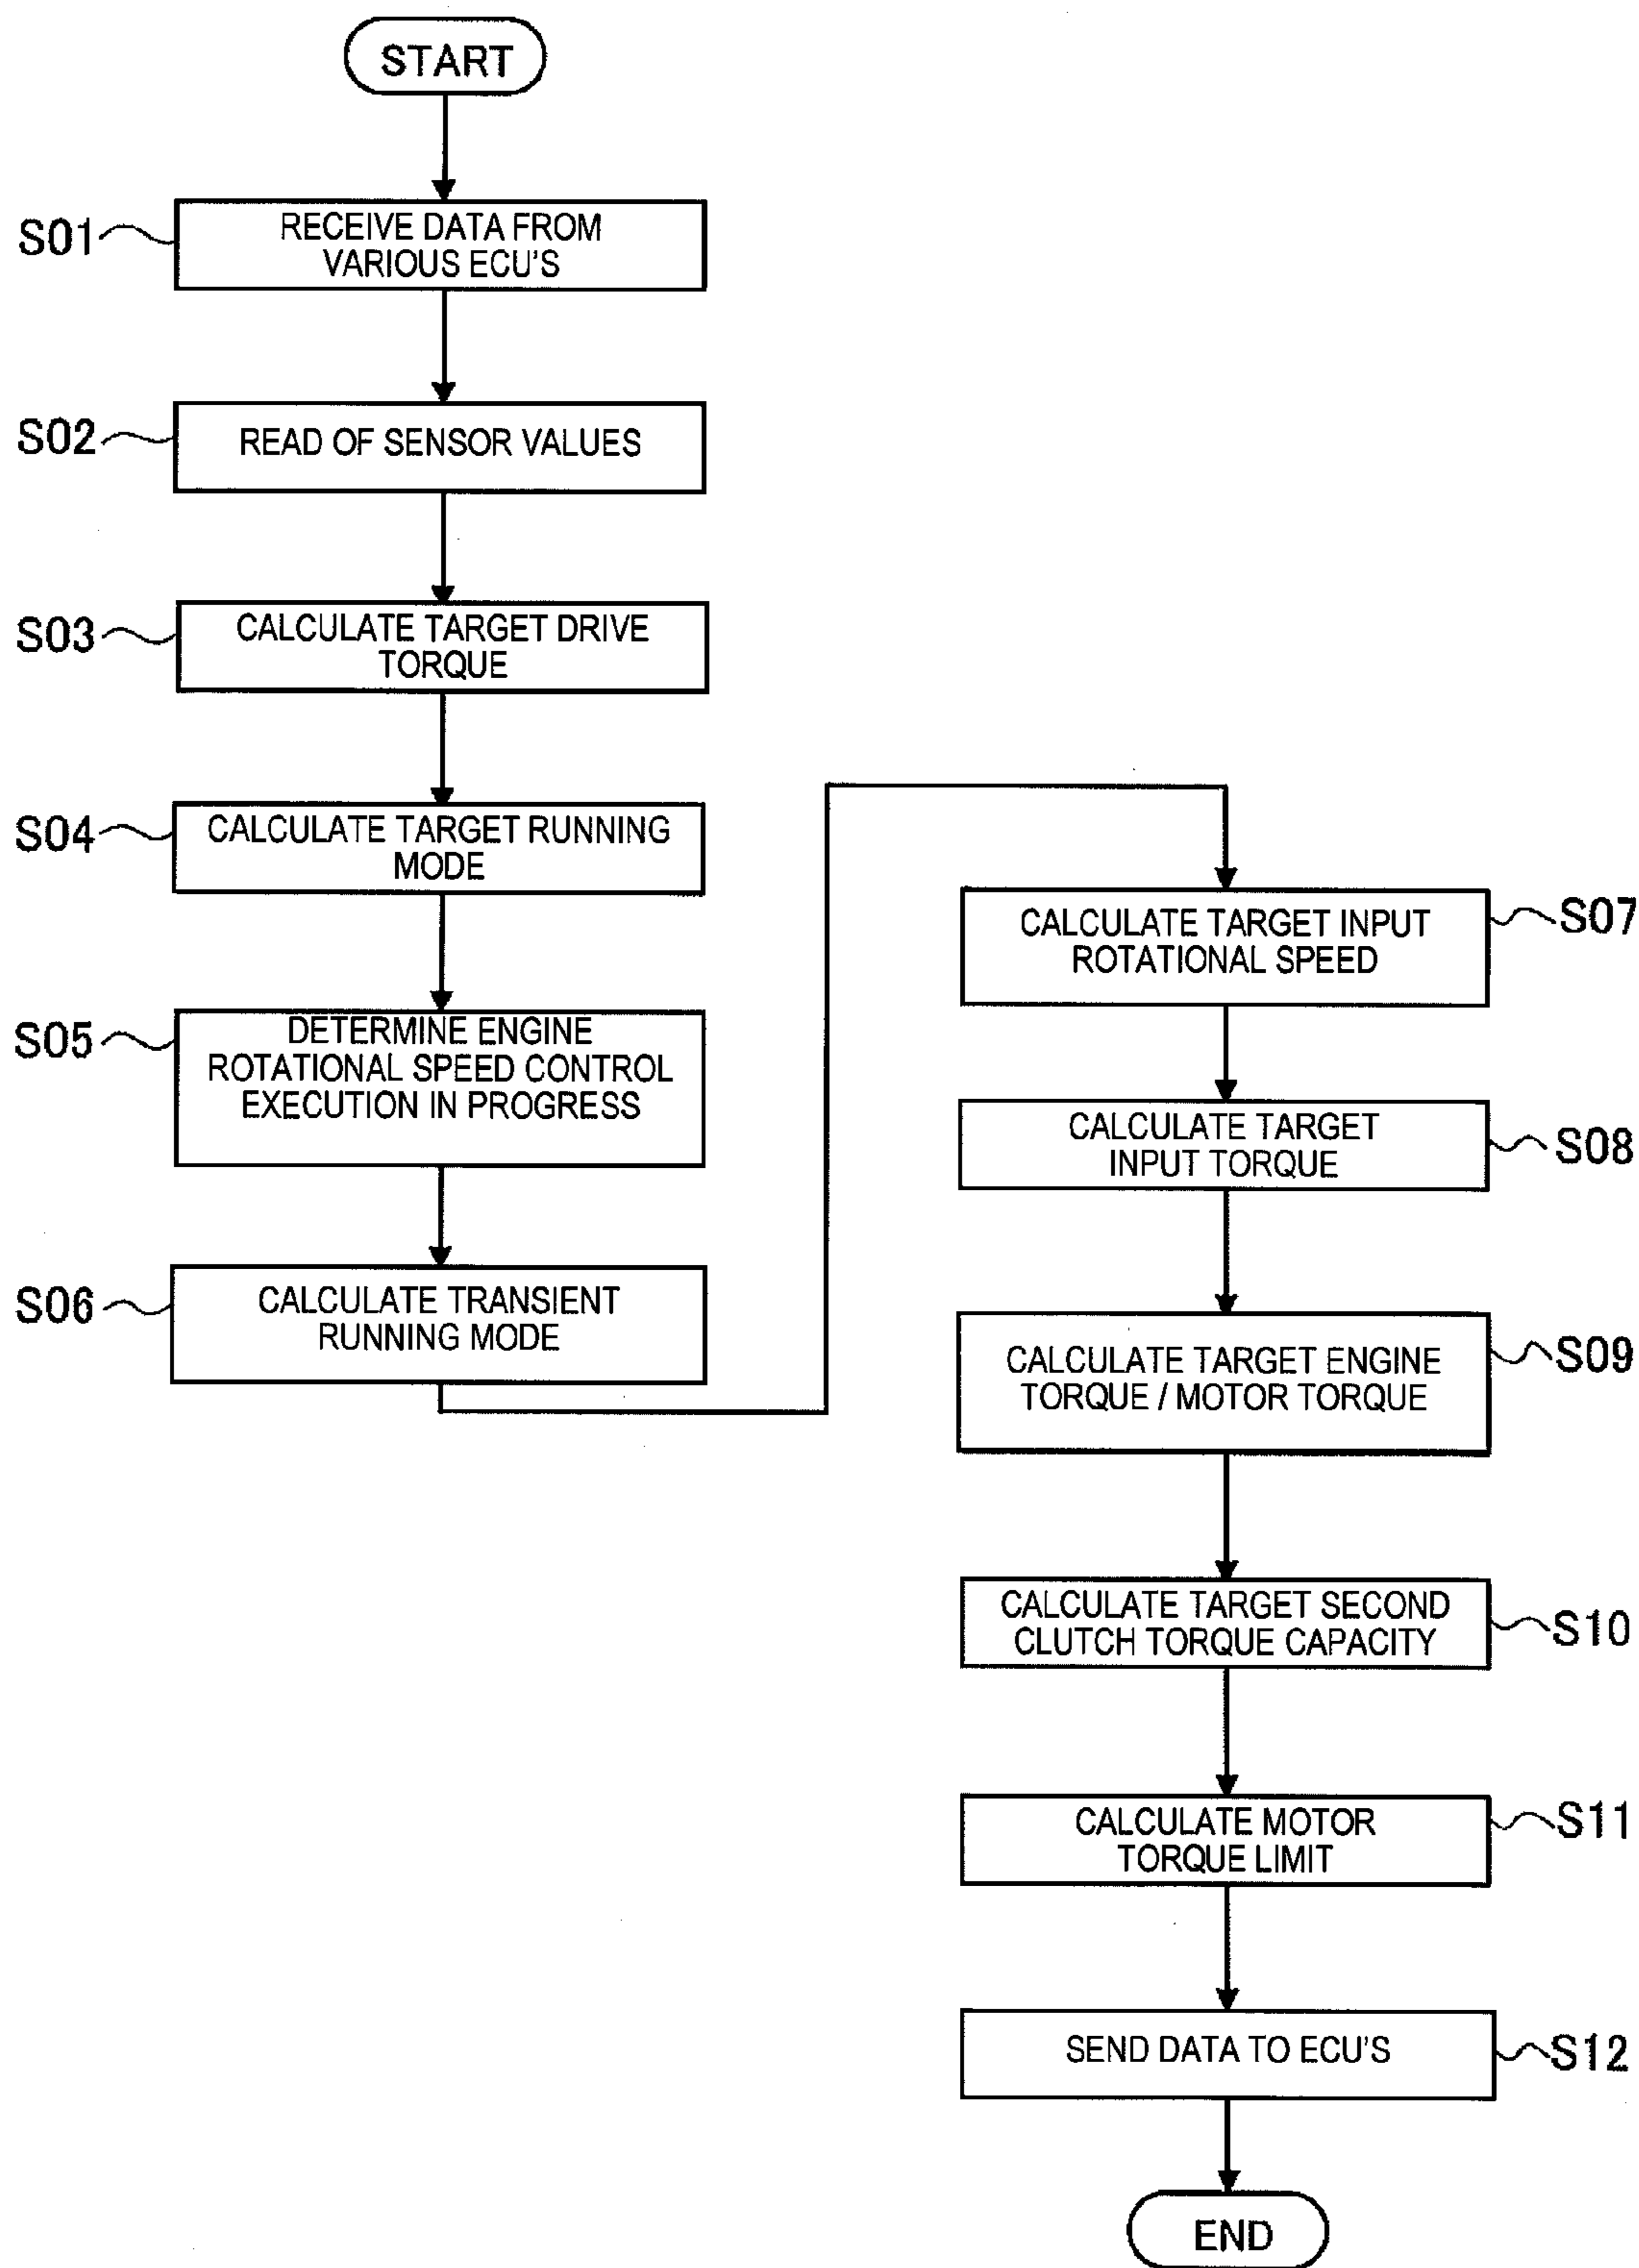 START
S01
RECEIVE DATA FROM
VARIOUS ECU'S
S02
READ OF SENSOR VALUES
S03
CALCULATE TARGET DRIVE
TORQUE
S04
CALCULATE TARGET RUNNING
MODE
S05
DETERMINE ENGINE
ROTATIONAL SPEED CONTROL
EXECUTION IN PROGRESS
S06
CALCULATE TRANSIENT
RUNNING MODE
CALCULATE TARGET INPUT
ROTATIONAL SPEED
S07
CALCULATE TARGET
INPUT TORQUE
S08
CALCULATE TARGET ENGINE
TORQUE / MOTOR TORQUE
S09
CALCULATE TARGET SECOND
CLUTCH TORQUE CAPACITY
S10
CALCULATE MOTOR
TORQUE LIMIT
S11
SEND DATA TO ECU'S
S12
END